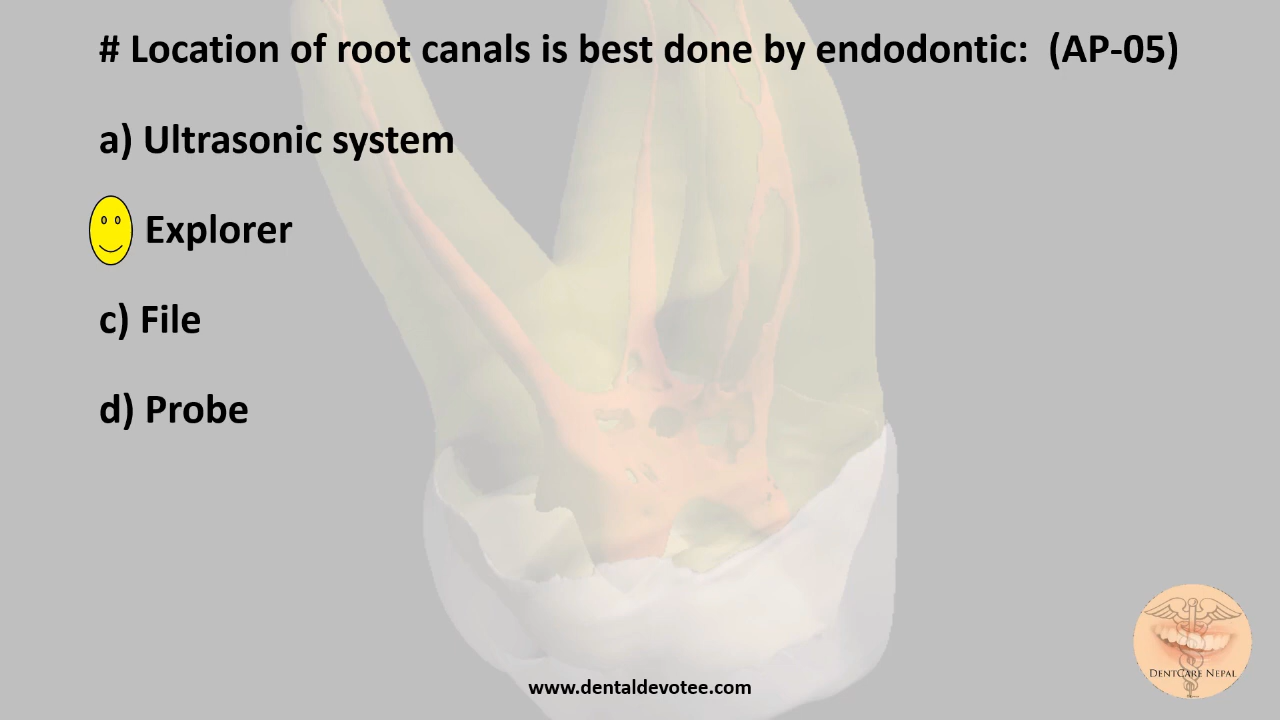 # Location of root canals is best done by endodontic: (AP-05)
a) Ultrasonic system
Explorer
c) File
d) Probe
DENTCARE NEPAL
www.dentaldevotee.com